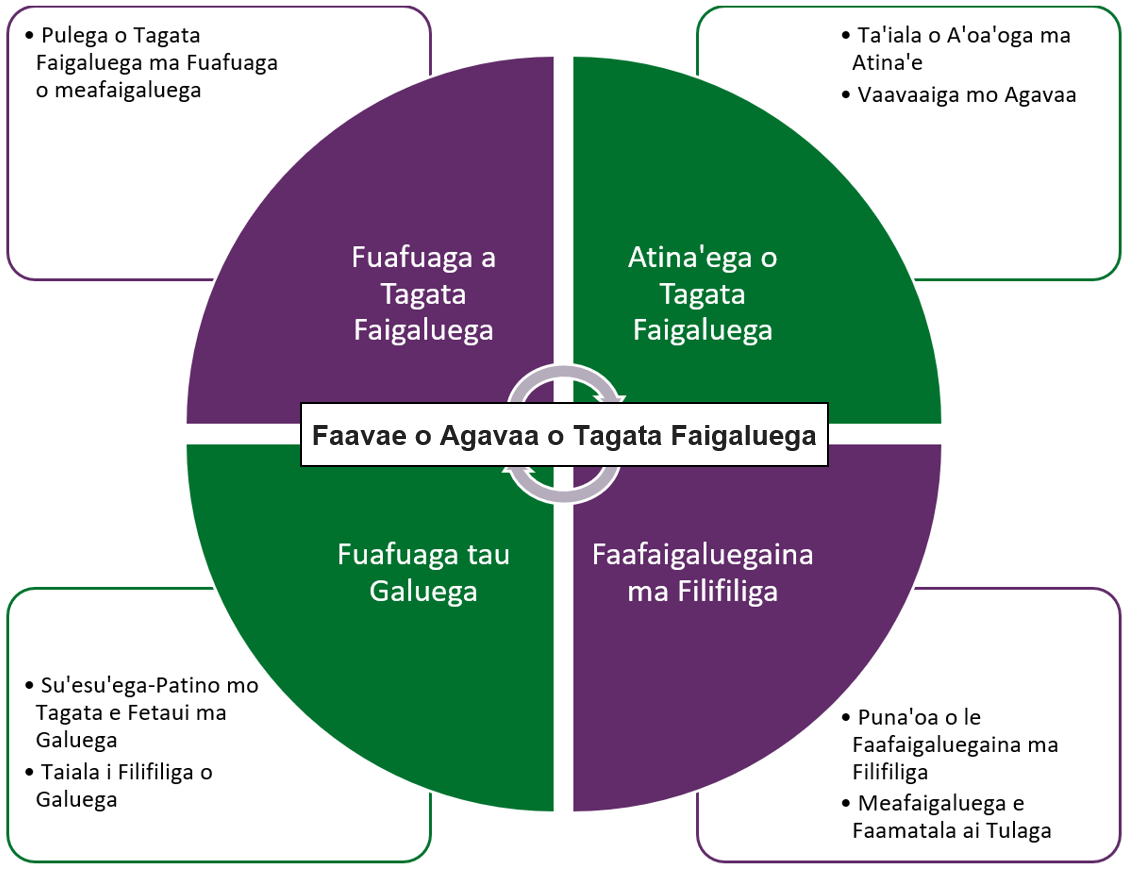 • Pulega o Tagata
Faigaluega ma Fuafuaga
o meafaigaluega
• Ta'iala o A'oa'oga ma
Atina'e
• Vaavaaiga mo Agavaa
Fuafuaga a
Tagata
Faigaluega
Atina'ega o
Tagata
Faigaluega
Faavae o Agavaa o Tagata Faigaluega
Fuafuaga tau
Galuega
Faafaigaluegaina
ma Filifiliga
• Su'esu'ega-Patino mo
Tagata e Fetaui ma
Galuega
• Taiala i Filifiliga o
Galuega
• Puna'oa o le
Faafaigaluegaina ma
Filifiliga
• Meafaigaluega e
Faamatala ai Tulaga